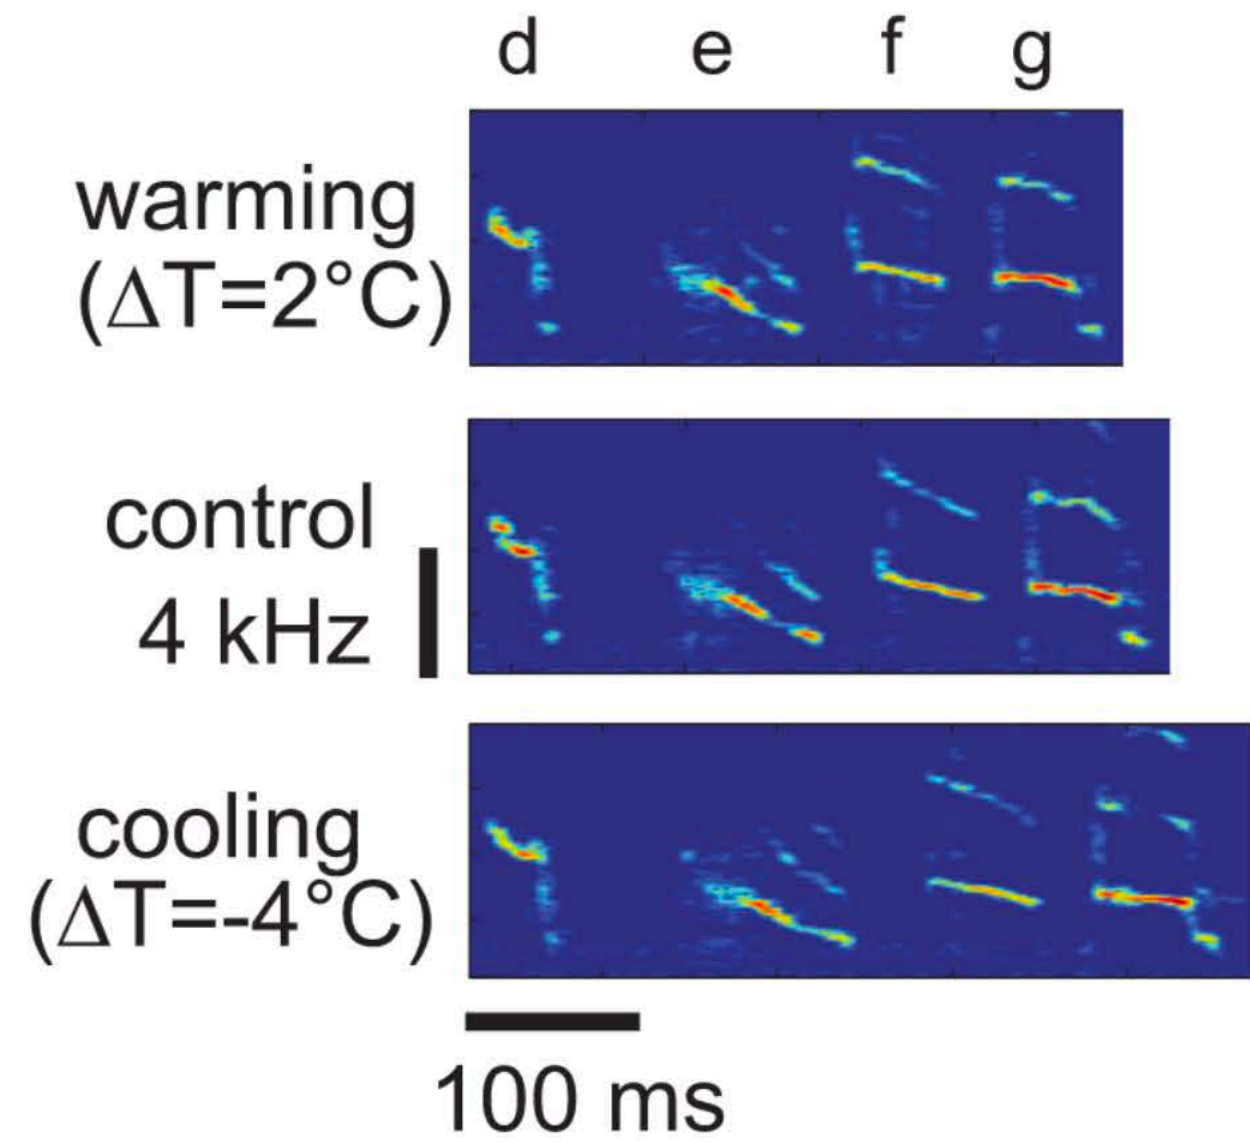 d e f g
warming
(ΔT=2°C)
control
4 kHz
cooling
(ΔT=-4°C)
100 ms